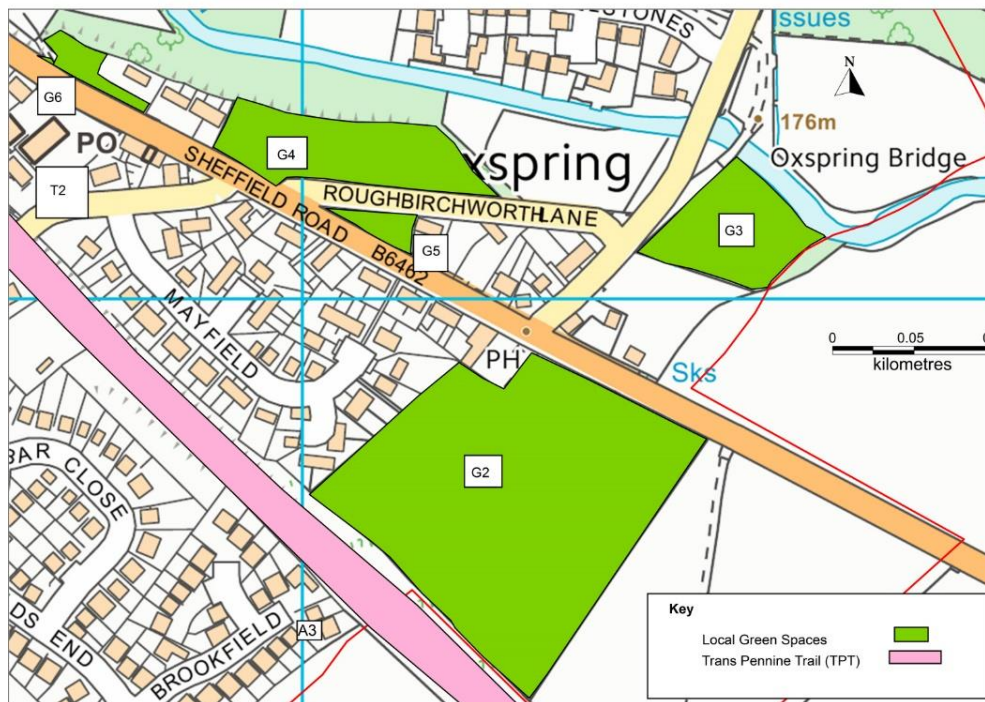 Issues
N
G6
PO
176m
Oxspring
Oxspring Bridge
G4
T2
SHEFFIELD ROAD B6462
ROUGHBIRCHWORTH LANE
G3
G5
MAYFIELD
PH
0 0.05
kilometres
Sks
G2
BAR CLOSE
A3
BROOKFIELD
DS END
Key
Local Green Spaces
Trans Pennine Trail (TPT)